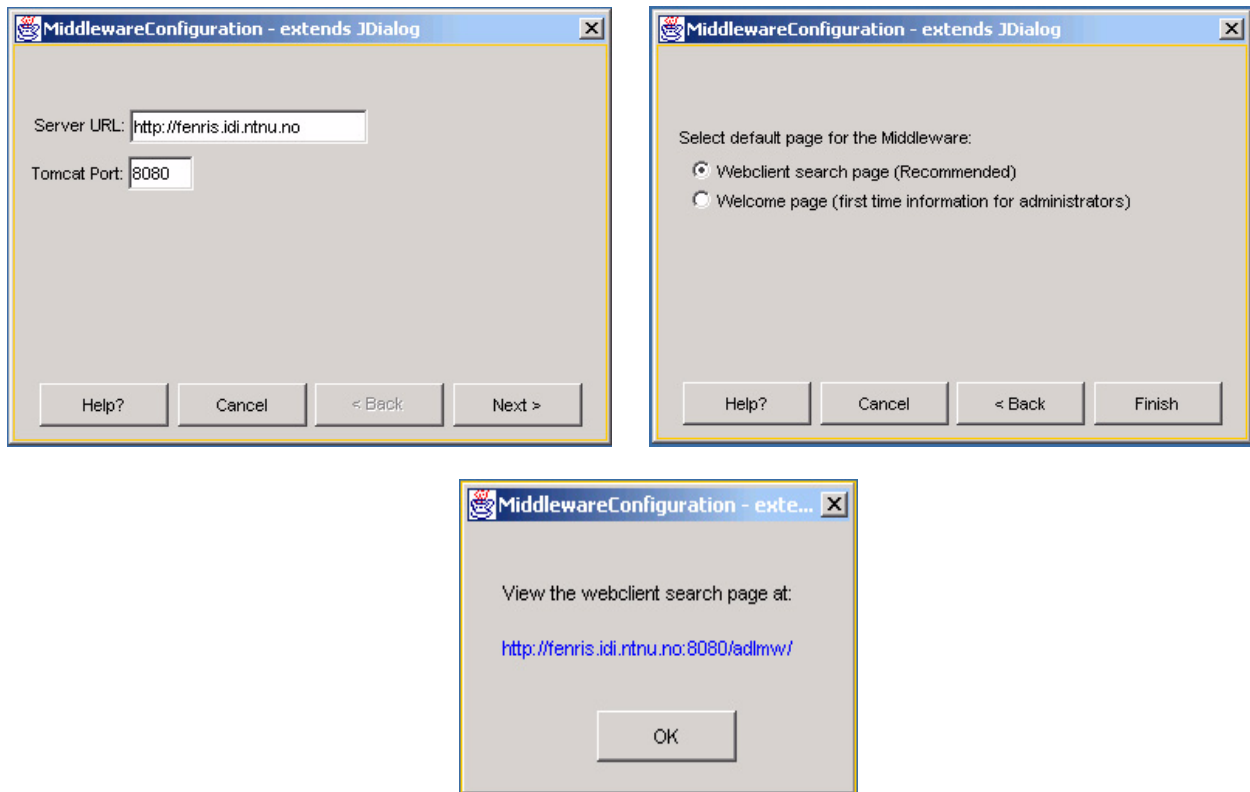 MiddlewareConfiguration - extends JDialog
Server URL: http://fenris.idi.ntnu.no
Tomcat Port: 8080
Help? Cancel < Back Next >
MiddlewareConfiguration - extends JDialog
Select default page for the Middleware:
Webclient search page (Recommended)
Welcome page (first time information for administrators)
Help? Cancel < Back Finish
MiddlewareConfiguration - exte...
View the webclient search page at:
http://fenris.idi.ntnu.no:8080/adlmw/
OK